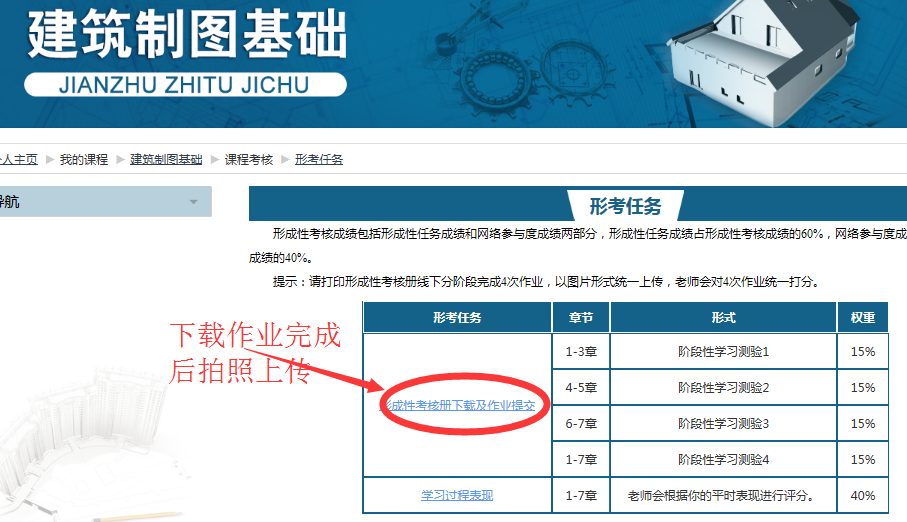 建筑制图基础
JIANZHU ZHITU JICHU
人主页 ▶ 我的课程 ▶ 建筑制图基础 ▶ 课程考核 ▶ 形考任务
导航
形考任务
形成性考核成绩包括形成性任务成绩和网络参与度成绩两部分，形成性任务成绩占形成性考核成绩的60%，网络参与度成
成绩的40%。
提示：请打印形成性考核册线下分阶段完成4次作业，以图片形式统一上传，老师会对4次作业统一打分。
形考任务 章节 形式 权重
1-3章 阶段性学习测验1 15%
下载作业完成
后拍照上传
4-5章 阶段性学习测验2 15%
形成性考核册下载及作业提交
6-7章 阶段性学习测验3 15%
1-7章 阶段性学习测验4 15%
学习过程表现 1-7章 老师会根据你的平时表现进行评分。 40%